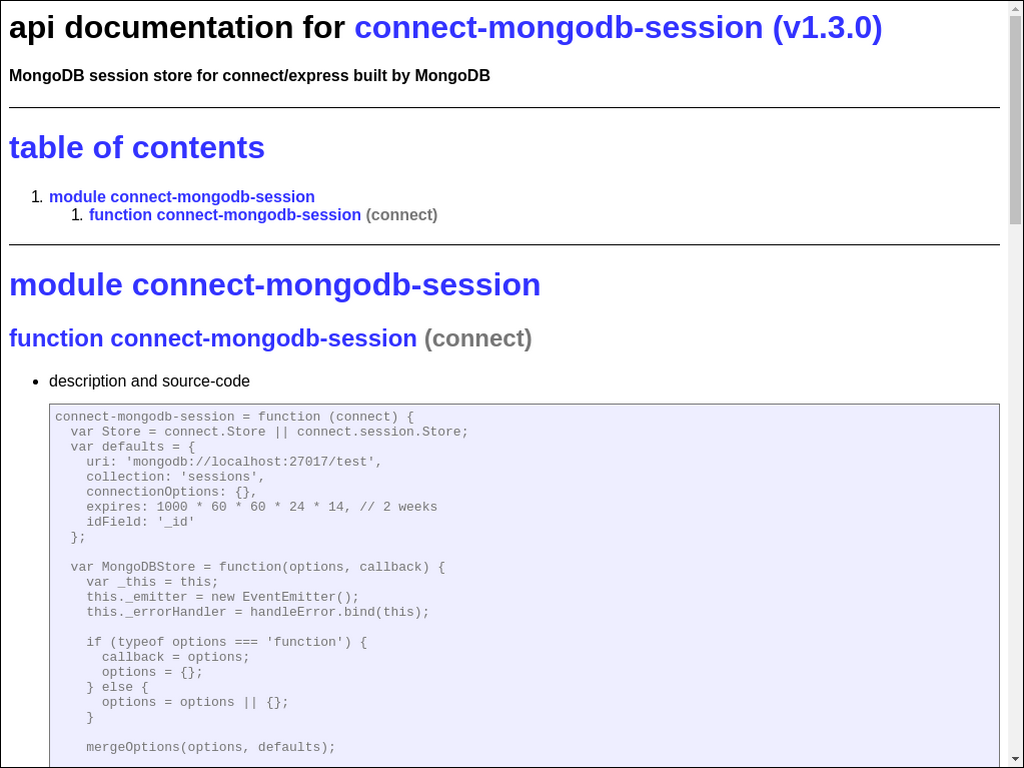 api documentation for connect-mongodb-session (v1.3.0)
MongoDB session store for connect/express built by MongoDB
table of contents
1. module connect-mongodb-session
1. function connect-mongodb-session (connect)
module connect-mongodb-session
function connect-mongodb-session (connect)
• description and source-code
connect-mongodb-session = function (connect) {
  var Store = connect.Store || connect.session.Store;
  var defaults = {
    uri: 'mongodb://localhost:27017/test',
    collection: 'sessions',
    connectionOptions: {},
    expires: 1000 * 60 * 60 * 24 * 14, // 2 weeks
    idField: '_id'
  };
  var MongoDBStore = function(options, callback) {
    var _this = this;
    this._emitter = new EventEmitter();
    this._errorHandler = handleError.bind(this);
    if (typeof options === 'function') {
      callback = options;
      options = {};
    } else {
      options = options || {};
    }
    mergeOptions(options, defaults);